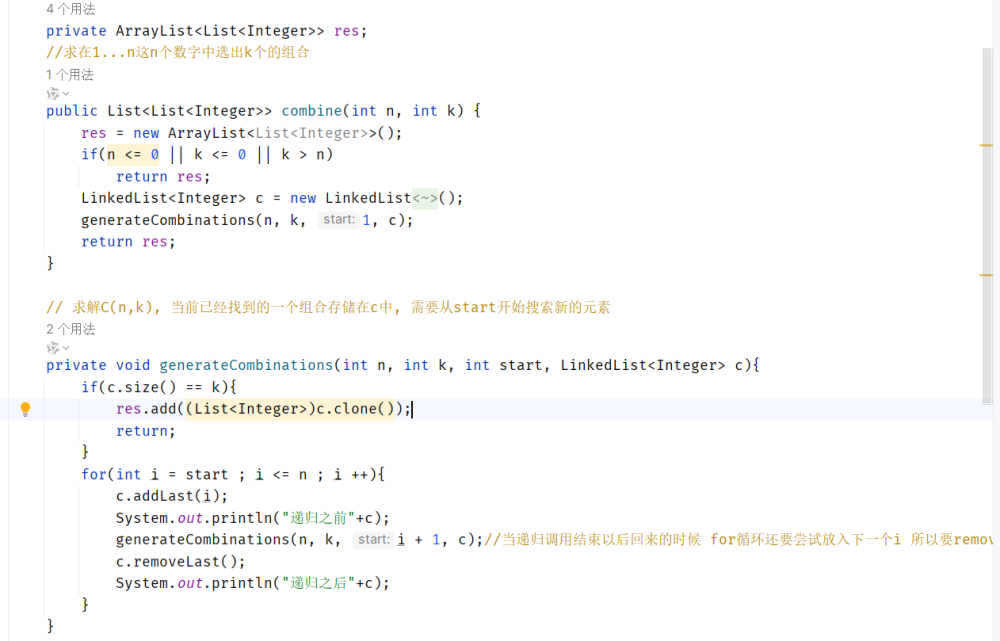 4 个用法
private ArrayList<List<Integer>> res;
//求在1...n这n个数字中选出k个的组合
1 个用法
public List<List<Integer>> combine(int n, int k) {
res = new ArrayList<List<Integer>>();
if(n <= 0 || k <= 0 || k > n)
return res;
LinkedList<Integer> c = new LinkedList<~>();
generateCombinations(n, k, start: 1, c);
return res;
}
// 求解C(n,k), 当前已经找到的一个组合存储在c中, 需要从start开始搜索新的元素
2 个用法
private void generateCombinations(int n, int k, int start, LinkedList<Integer> c){
if(c.size() == k){
res.add((List<Integer>)c.clone());
return;
}
for(int i = start ; i <= n ; i ++){
c.addLast(i);
System.out.println("递归之前"+c);
generateCombinations(n, k, start: i + 1, c);//当递归调用结束以后回来的时候 for循环还要尝试放入下一个i 所以要remov
c.removeLast();
System.out.println("递归之后"+c);
}
}